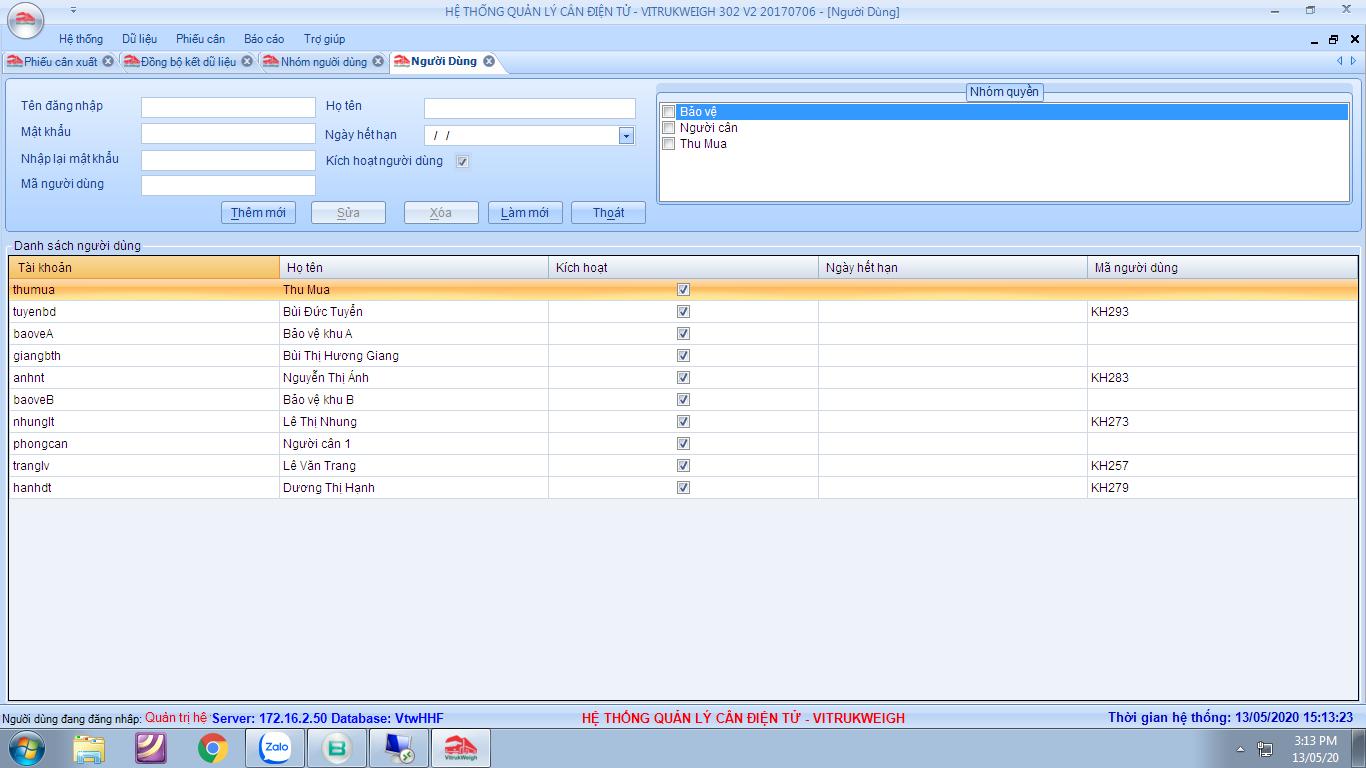 HỆ THỐNG QUẢN LÝ CÂN ĐIỆN TỬ - VITRUKWEIGH 302 V2 20170706 - [Người Dùng]
Hệ thống Dữ liệu Phiếu cân Báo cáo Trợ giúp
Phiếu cân xuất Đồng bộ kết dữ liệu Nhóm người dùng Người Dùng
Tên đăng nhập Họ tên Nhóm quyền
Mật khẩu Ngày hết hạn / / Bảo vệ
Nhập lại mật khẩu Kích hoạt người dùng Người cân
Mã người dùng Thu Mua
Thêm mới Sửa Xóa Làm mới Thoát
Danh sách người dùng
Tài khoản Họ tên Kích hoạt Ngày hết hạn Mã người dùng
thumua Thu Mua
tuyenbd Bùi Đức Tuyển KH293
baoveA Bảo vệ khu A
giangbth Bùi Thị Hương Giang
anhnt Nguyễn Thị Ánh KH283
baoveB Bảo vệ khu B
nhunglt Lê Thị Nhung KH273
phongcan Người cân 1
tranglv Lê Văn Trang KH257
hanhdt Dương Thị Hạnh KH279
Người dùng đang đăng nhập: Quản trị hệ Server: 172.16.2.50 Database: VtwHHF HỆ THỐNG QUẢN LÝ CÂN ĐIỆN TỬ - VITRUKWEIGH Thời gian hệ thống: 13/05/2020 15:13:23
Zalo B VitrukWeigh 3:13 PM
13/05/20